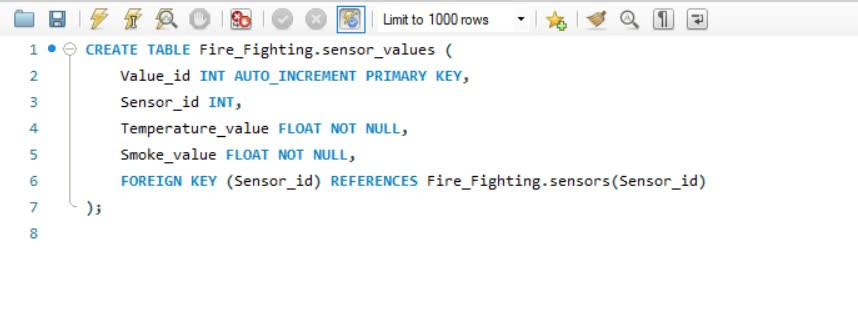 Limit to 1000 rows
1 CREATE TABLE Fire_Fighting.sensor_values (
2 Value_id INT AUTO_INCREMENT PRIMARY KEY,
3 Sensor_id INT,
4 Temperature_value FLOAT NOT NULL,
5 Smoke_value FLOAT NOT NULL,
6 FOREIGN KEY (Sensor_id) REFERENCES Fire_Fighting.sensors(Sensor_id)
7 );
8